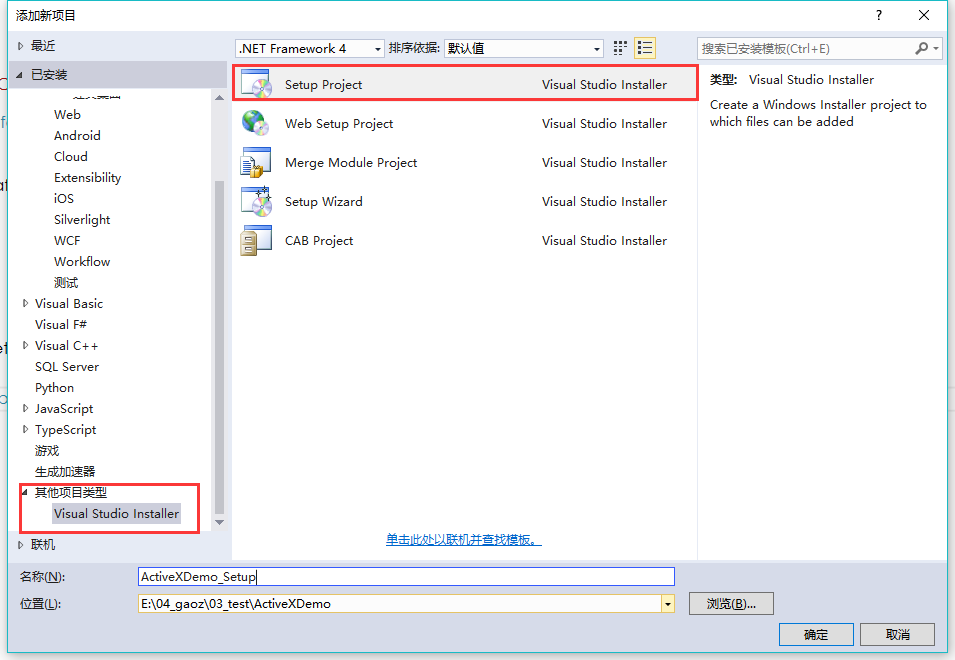 添加新项目
?
最近
.NET Framework 4
排序依据:
默认值
搜索已安装模板(Ctrl+E)
已安装
Web
Android
Cloud
Extensibility
iOS
Silverlight
WCF
Workflow
测试
Visual Basic
Visual F#
Visual C++
SQL Server
Python
JavaScript
TypeScript
游戏
生成加速器
其他项目类型
Visual Studio Installer
联机
Setup Project Visual Studio Installer
Web Setup Project Visual Studio Installer
Merge Module Project Visual Studio Installer
Setup Wizard Visual Studio Installer
CAB Project Visual Studio Installer
单击此处以联机并查找模板。
类型: Visual Studio Installer
Create a Windows Installer project to
which files can be added
名称(N): ActiveXDemo_Setup
位置(L): E:\04_gaoz\03_test\ActiveXDemo
浏览(B)...
确定
取消